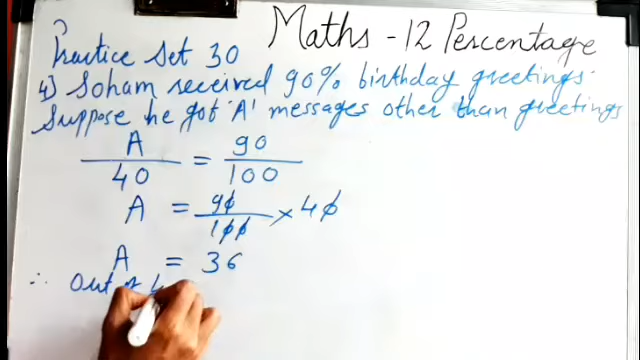 Maths - 12 Percentage
Practice Set 30
4) Soham received 90% birthday greetings.
Suppose he got 'A' messages other than greetings
A/40 = 90/100
A = 90/100 × 40
A = 36
∴ Out of 4